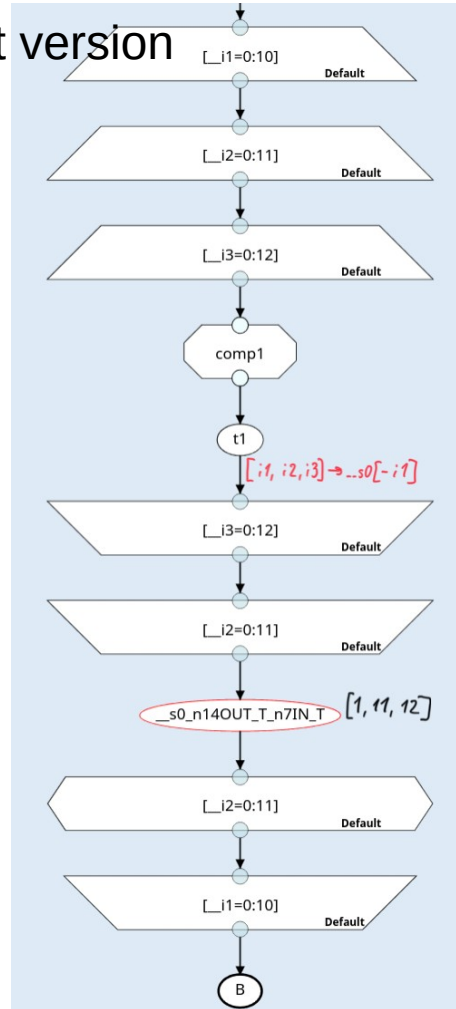 t version
[__i1=0:10]
Default
[__i2=0:11]
Default
[__i3=0:12]
Default
comp1
t1
[i1, i2, i3]→__s0[-i1]
[__i3=0:12]
Default
[__i2=0:11]
Default
__s0_n14OUT_T_n7IN_T [1, 11, 12]
[__i2=0:11]
Default
[__i1=0:10]
Default
B